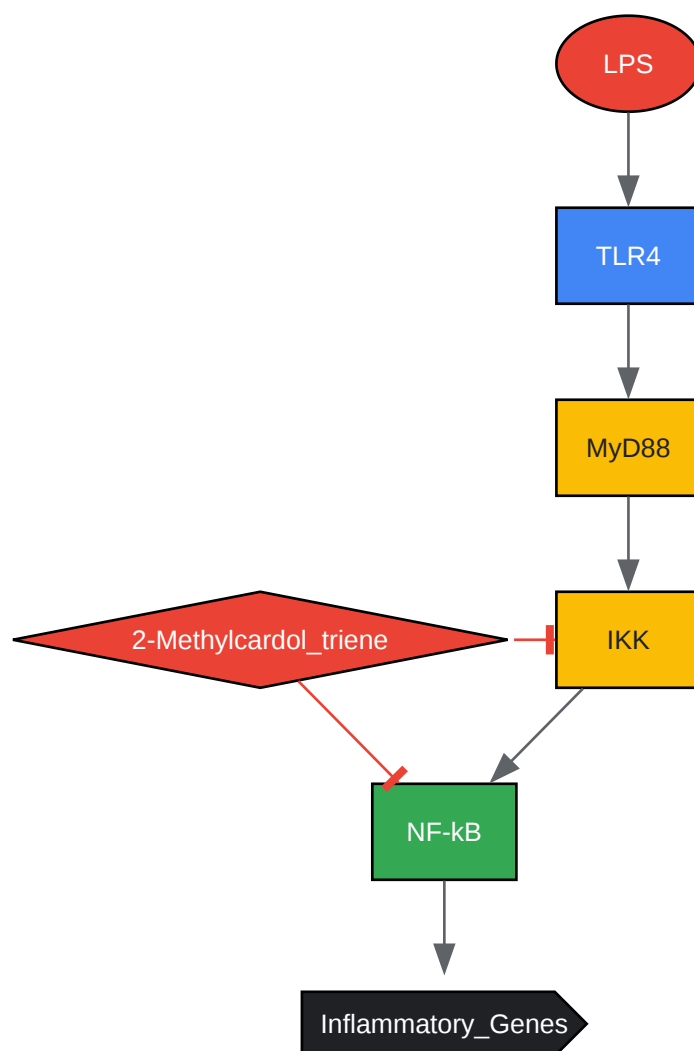 LPS
TLR4
MyD88
2-Methylcardol_triene
IKK
NF-kB
Inflammatory_Genes